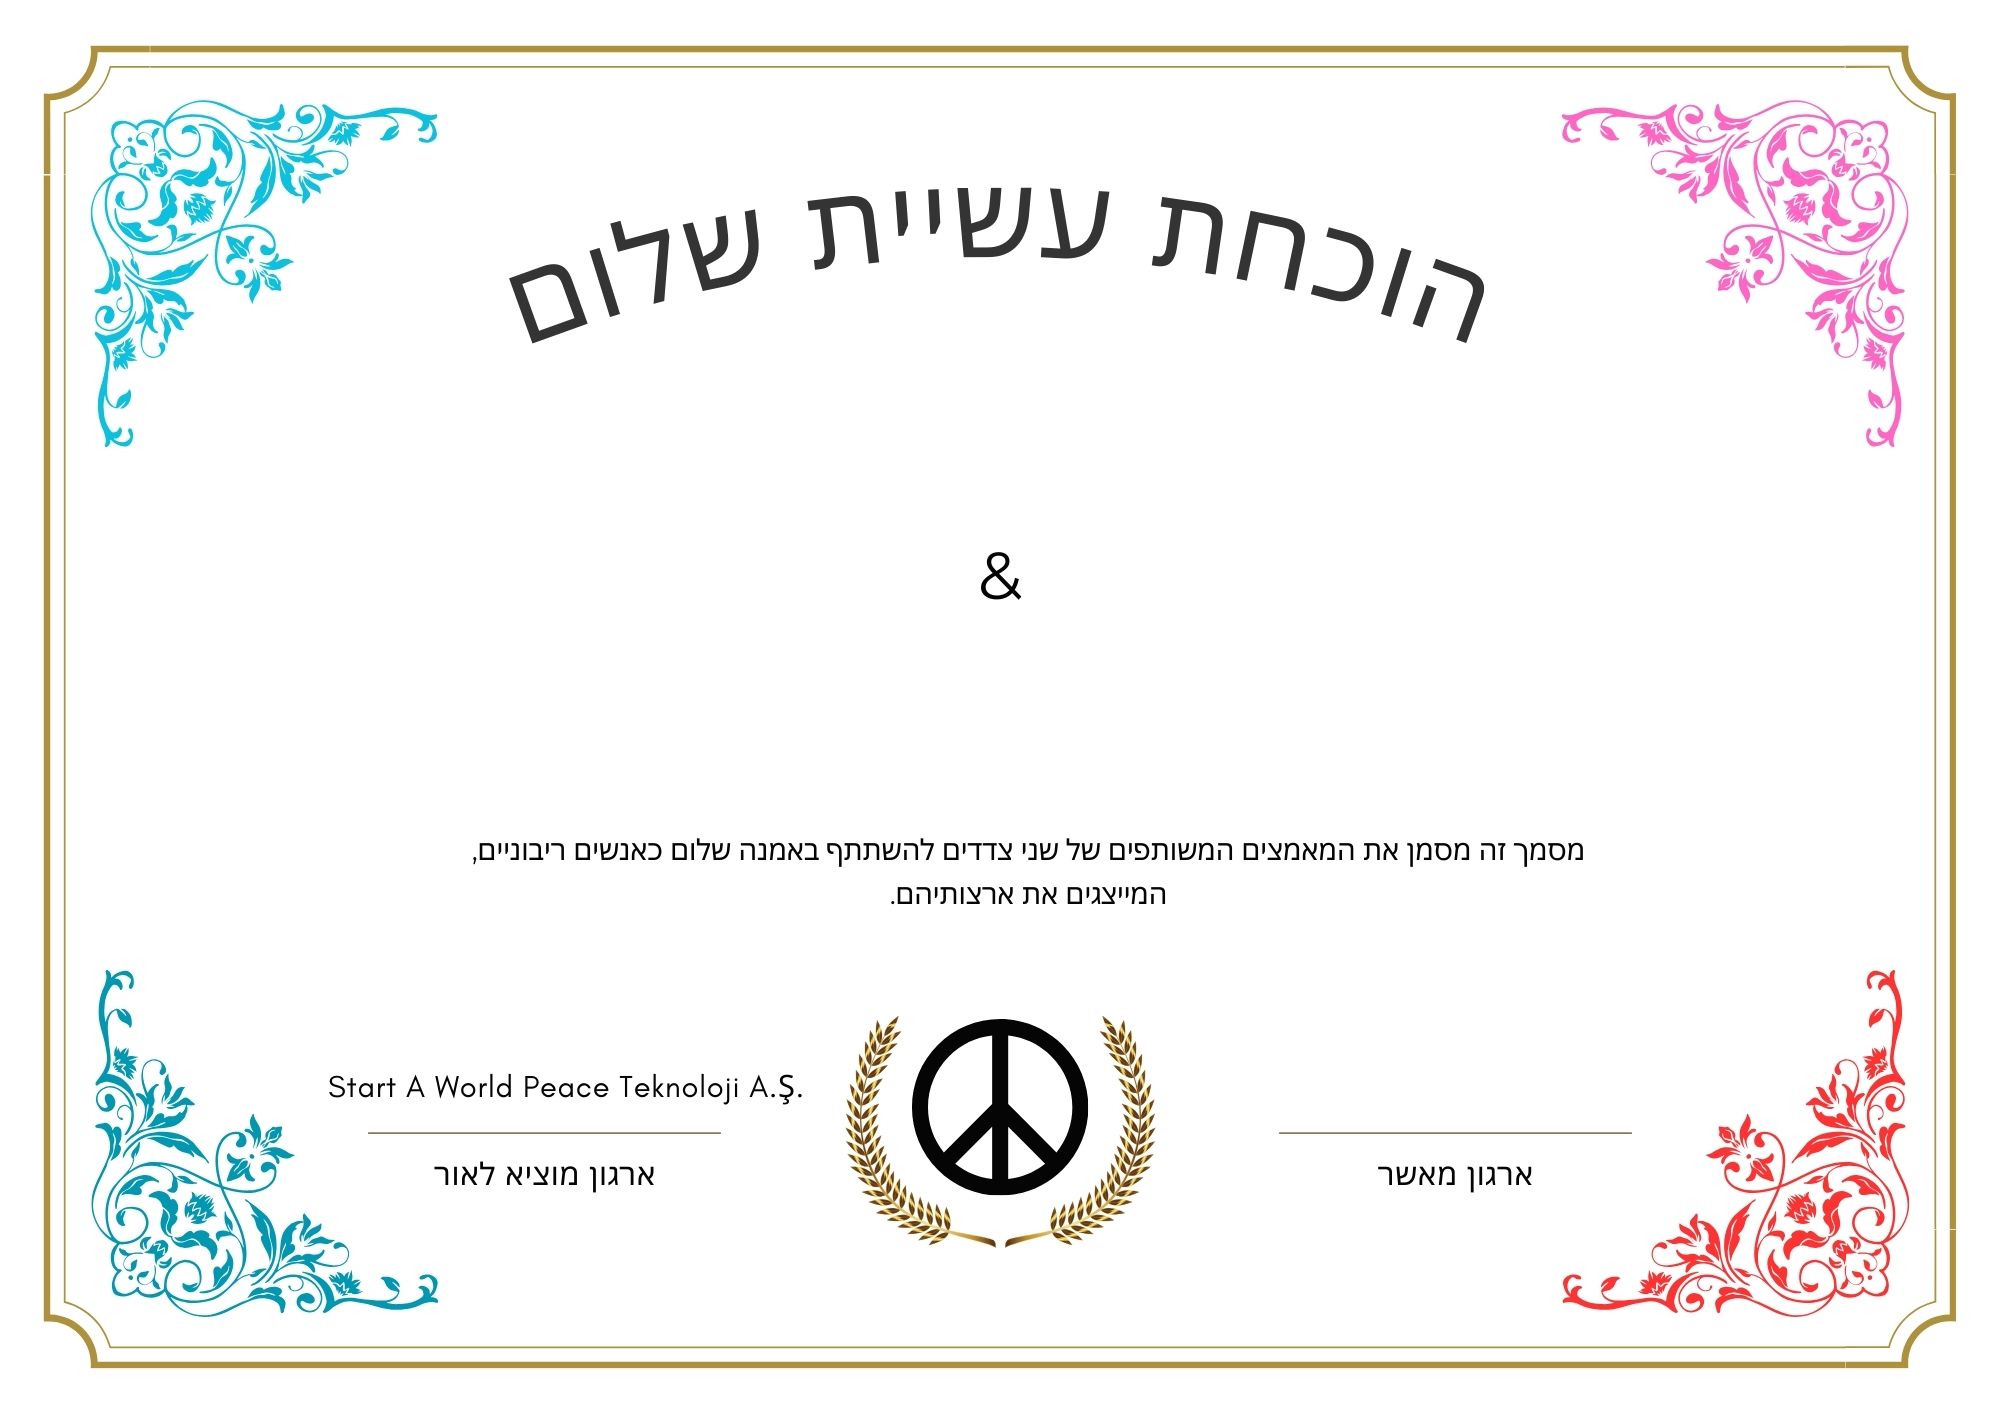 הוכחת עשיית שלום
&
מסמך זה מסמן את המאמצים המשותפים של שני צדדים להשתתף באמנה שלום כאנשים ריבוניים,
המייצגים את ארצותיהם.
Start A World Peace Teknoloji A.Ş.
ארגון מוציא לאור
ארגון מאשר